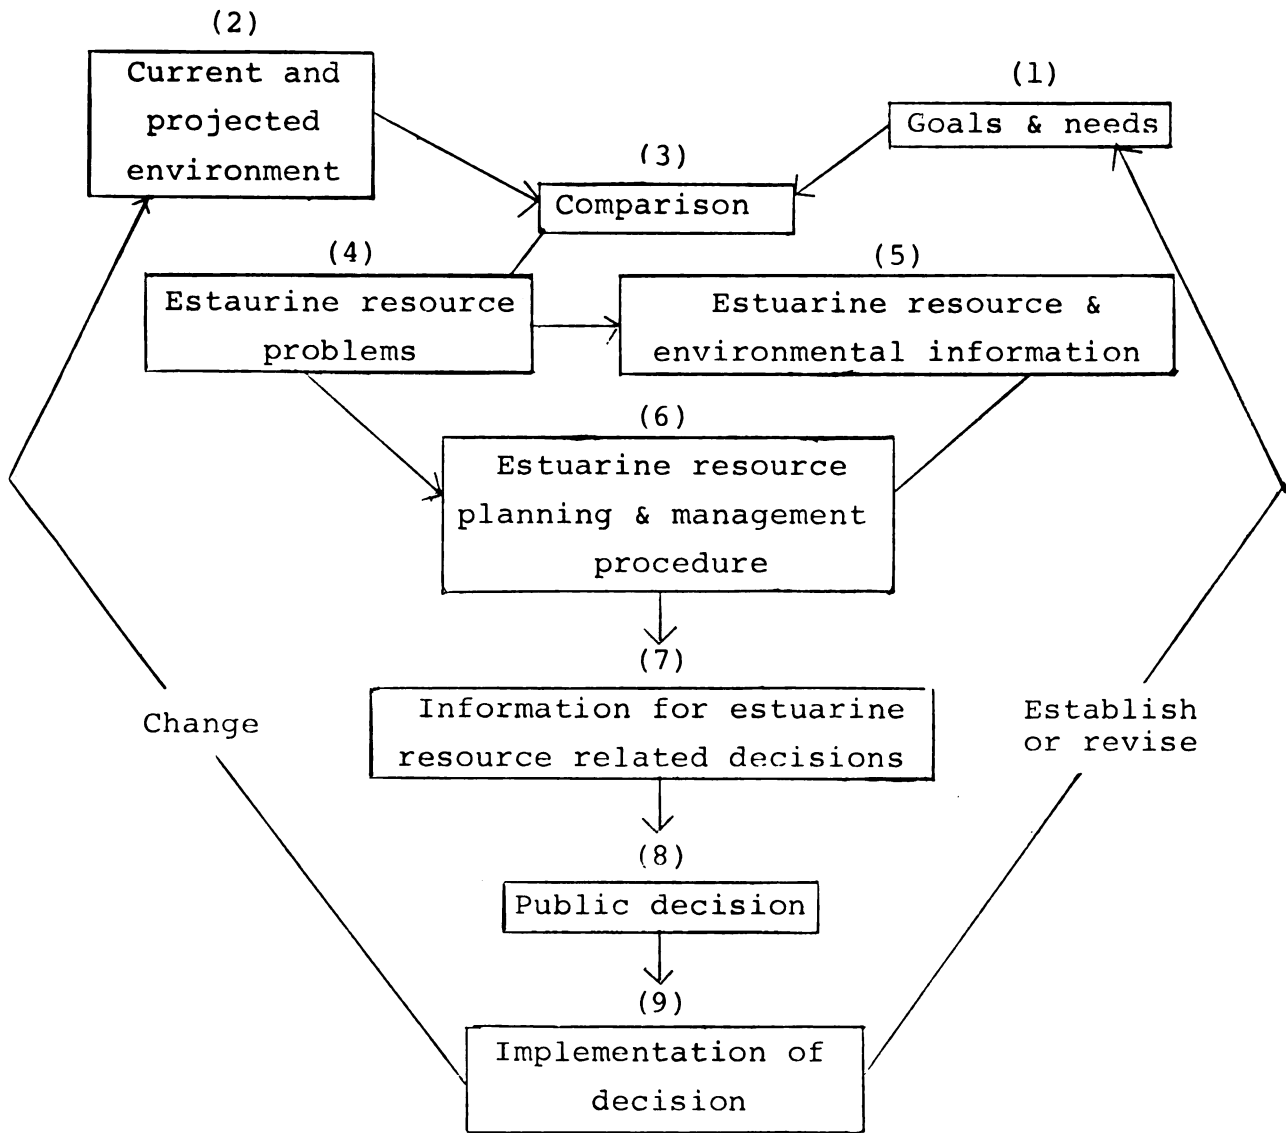 (2)
Current and
projected
environment
(1)
Goals & needs
(3)
Comparison
(4)
Estaurine resource
problems
(5)
Estuarine resource &
environmental information
(6)
Estuarine resource
planning & management
procedure
(7)
Information for estuarine
resource related decisions
Change
Establish
or revise
(8)
Public decision
(9)
Implementation of
decision